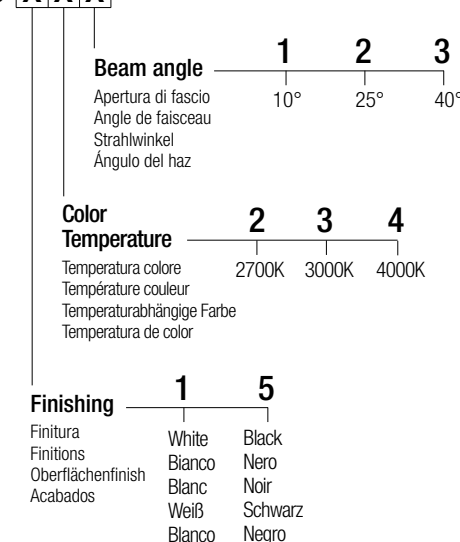 X X X
1 2 3
Beam angle
10° 25° 40°
Apertura di fascio
Angle de faisceau
Strahlwinkel
Ángulo del haz
Color
Temperature
2 3 4
2700K 3000K 4000K
Temperatura colore
Température couleur
Temperaturabhängige Farbe
Temperatura de color
1 5
Finishing
Finitura
Finitions
Oberflächenfinish
Acabados
White Black
Bianco Nero
Blanc Noir
Weiß Schwarz
Blanco Negro